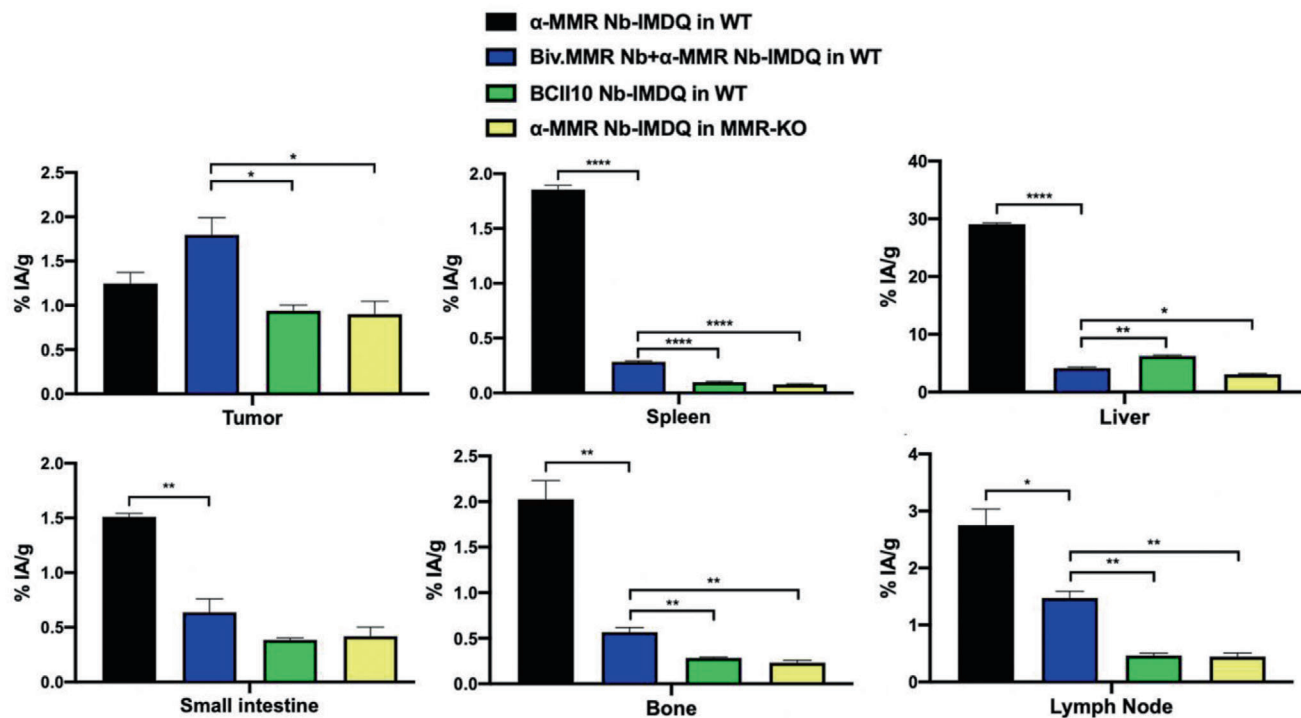 α-MMR Nb-IMDQ in WT
Biv.MMR Nb+α-MMR Nb-IMDQ in WT
BCII10 Nb-IMDQ in WT
α-MMR Nb-IMDQ in MMR-KO
% IA/g
2.5
2.0
1.5
1.0
0.5
0.0
*
*
Tumor
% IA/g
2.0
1.5
1.0
0.5
0.0
****
****
****
Spleen
% IA/g
40
30
20
10
0
****
*
**
Liver
% IA/g
1.5
1.5
1.0
0.5
0.0
**
Small intestine
% IA/g
2.5
2.0
1.5
1.0
0.5
0.0
**
**
**
Bone
% IA/g
4
3
2
1
0
*
**
**
Lymph Node